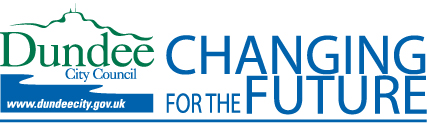 Dundee
City Council
www.dundeecity.gov.uk
CHANGING
FOR THE FUTURE